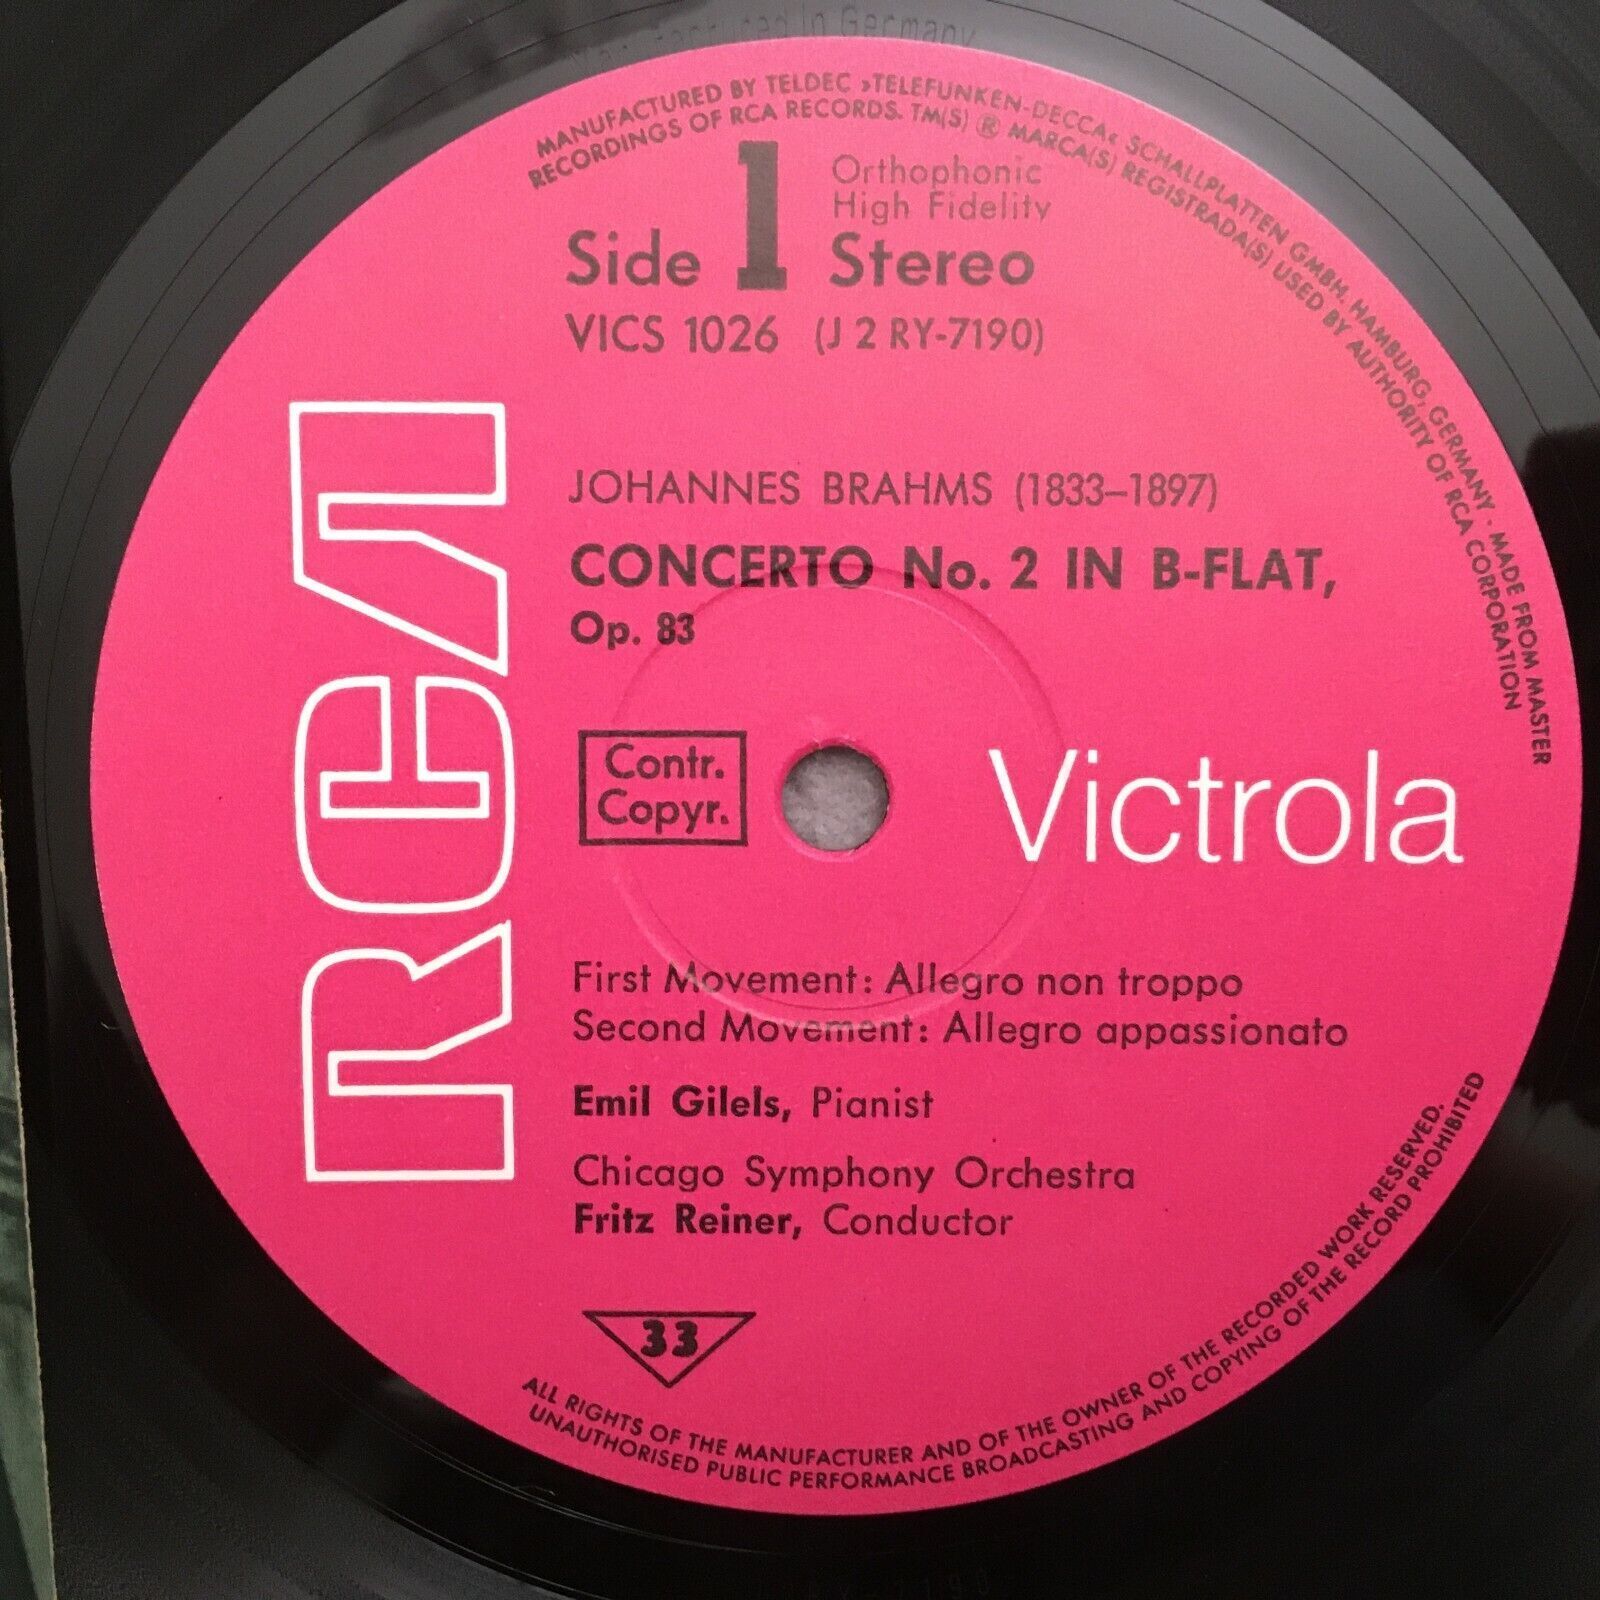 Manufactured in Germany
MANUFACTURED BY TELDEC »TELEFUNKEN-DECCA« SCHALLPLATTEN GMBH, HAMBURG, GERMANY · MADE FROM MASTER
RECORDINGS OF RCA RECORDS. TM(S) ® MARCA(S) REGISTRADA(S) USED BY AUTHORITY OF RCA CORPORATION
Side 1
Orthophonic
High Fidelity
Stereo
VICS 1026 (J 2 RY-7190)
JOHANNES BRAHMS (1833–1897)
CONCERTO No. 2 IN B-FLAT,
Op. 83
RCA
Contr.
Copyr.
Victrola
First Movement: Allegro non troppo
Second Movement: Allegro appassionato
Emil Gilels, Pianist
Chicago Symphony Orchestra
Fritz Reiner, Conductor
33
ALL RIGHTS OF THE MANUFACTURER AND OF THE OWNER OF THE RECORDED WORK RESERVED.
UNAUTHORISED PUBLIC PERFORMANCE BROADCASTING AND COPYING OF THE RECORD PROHIBITED